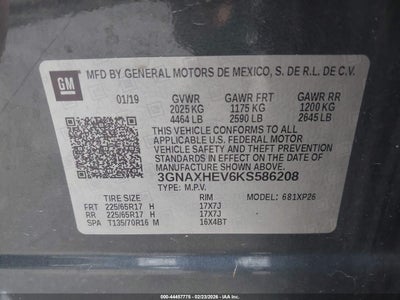 GM
MFD BY GENERAL MOTORS DE MEXICO, S. DE R.L. DE C.V.
01/19 GVWR GAWR FRT GAWR RR
2025 KG 1175 KG 1200 KG
4464 LB 2590 LB 2645 LB
THIS VEHICLE CONFORMS TO ALL
APPLICABLE U.S. FEDERAL MOTOR
VEHICLE SAFETY AND THEFT
PREVENTION STANDARDS IN EFFECT
ON THE DATE OF MANUFACTURE
SHOWN ABOVE.
3GNAXHEV6KS586208
TYPE: M.P.V.
TIRE SIZE RIM MODEL: 681XP26
FRT 225/65R17 H 17X7J
RR 225/65R17 H 17X7J
SPA T135/70R16 M 16X4BT
000-44457775 - 02/23/2026 - IAAI.COM